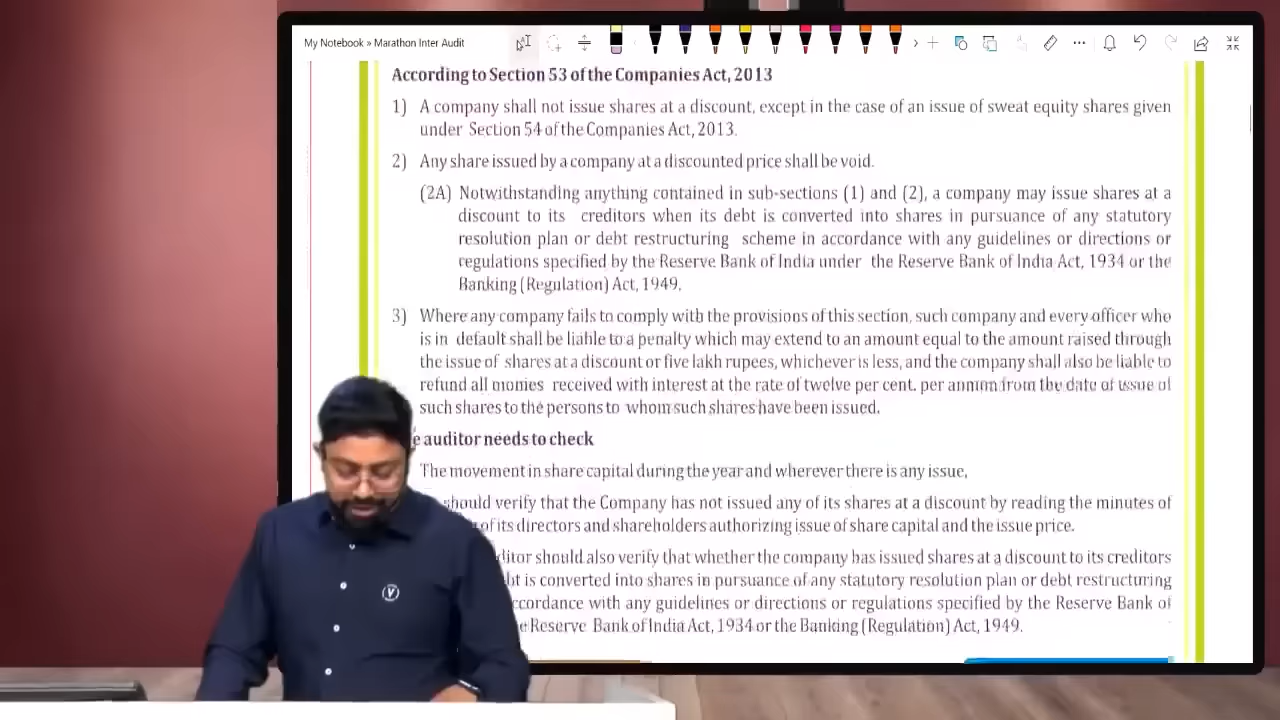 My Notebook » Marathon Inter Audit
According to Section 53 of the Companies Act, 2013
1) A company shall not issue shares at a discount, except in the case of an issue of sweat equity shares given
under Section 54 of the Companies Act, 2013.
2) Any share issued by a company at a discounted price shall be void.
(2A) Notwithstanding anything contained in sub-sections (1) and (2), a company may issue shares at a
discount to its creditors when its debt is converted into shares in pursuance of any statutory
resolution plan or debt restructuring scheme in accordance with any guidelines or directions or
regulations specified by the Reserve Bank of India under the Reserve Bank of India Act, 1934 or the
Banking (Regulation) Act, 1949.
3) Where any company fails to comply with the provisions of this section, such company and every officer who
is in default shall be liable to a penalty which may extend to an amount equal to the amount raised through
the issue of shares at a discount or five lakh rupees, whichever is less, and the company shall also be liable to
refund all monies received with interest at the rate of twelve per cent. per annum from the date of issue of
such shares to the persons to whom such shares have been issued.
e auditor needs to check
The movement in share capital during the year and wherever there is any issue,
should verify that the Company has not issued any of its shares at a discount by reading the minutes of
of its directors and shareholders authorizing issue of share capital and the issue price.
ditor should also verify that whether the company has issued shares at a discount to its creditors
bt is converted into shares in pursuance of any statutory resolution plan or debt restructuring
ccordance with any guidelines or directions or regulations specified by the Reserve Bank of
e Reserve Bank of India Act, 1934 or the Banking (Regulation) Act, 1949.
V